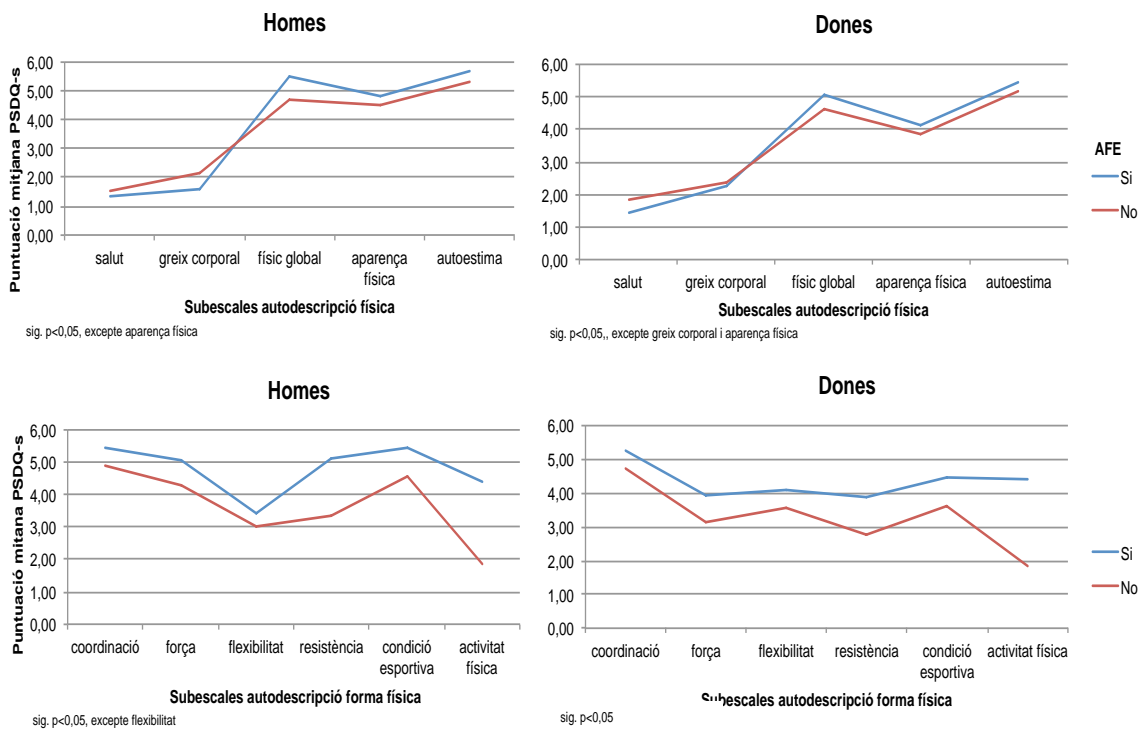 Homes
Puntuació mitjana PSDQ-s
6,00
5,00
4,00
3,00
2,00
1,00
0,00
salut greix corporal físic global aparença física autoestima
Subescales autodescripció física
sig. p<0,05, excepte aparença física
Dones
6,00
5,00
4,00
3,00
2,00
1,00
0,00
salut greix corporal físic global aparença física autoestima
Subescales autodescripció física
sig. p<0,05,, excepte greix corporal i aparença física
AFE
Si
No
Homes
Puntuació mitana PSDQ-s
6,00
5,00
4,00
3,00
2,00
1,00
0,00
coordinació força flexibilitat resistència condició esportiva activitat física
Subescales autodescripció forma física
sig. p<0,05, excepte flexibilitat
Dones
6,00
5,00
4,00
3,00
2,00
1,00
0,00
coordinació força flexibilitat resistència condició esportiva activitat física
Subescales autodescripció forma física
sig. p<0,05
Si
No